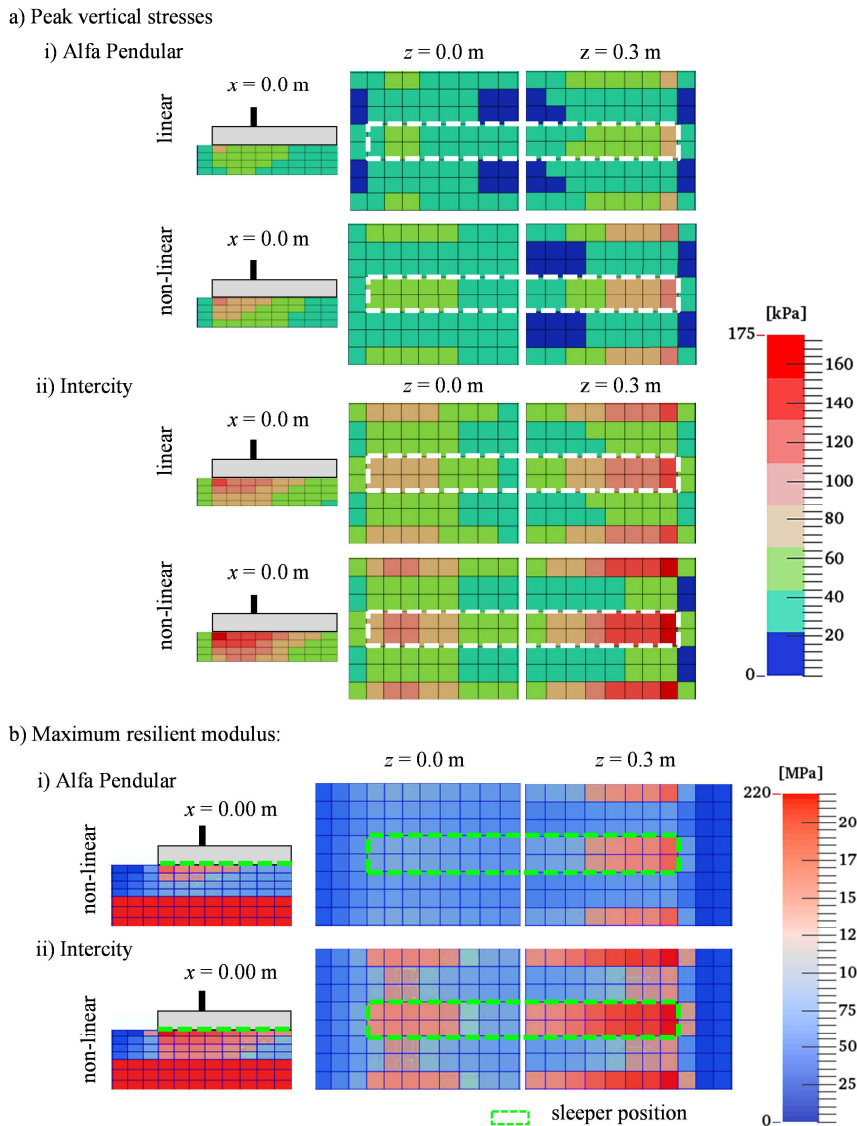 a) Peak vertical stresses
i) Alfa Pendular
z = 0.0 m
z = 0.3 m
x = 0.0 m
linear
x = 0.0 m
non-linear
[kPa]
175
160
140
120
100
80
60
40
20
0
ii) Intercity
z = 0.0 m
z = 0.3 m
x = 0.0 m
linear
x = 0.0 m
non-linear
b) Maximum resilient modulus:
z = 0.0 m
z = 0.3 m
[MPa]
i) Alfa Pendular
x = 0.00 m
non-linear
220
20
17
15
12
10
75
50
25
0
ii) Intercity
x = 0.00 m
non-linear
sleeper position